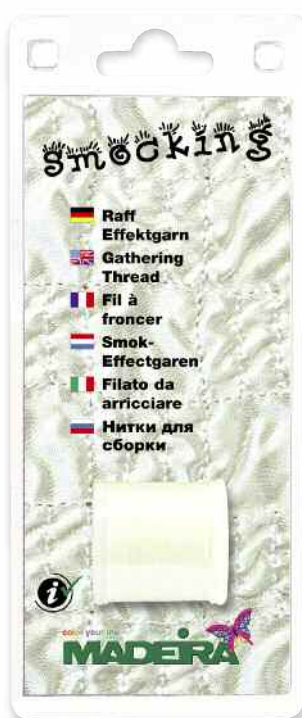 smocking
Raff
Effektgarn
Gathering
Thread
Fil à
froncer
Smok-
Effectgaren
Filato da
arricciare
Нитки для
сборки
i
color your life
MADEIRA